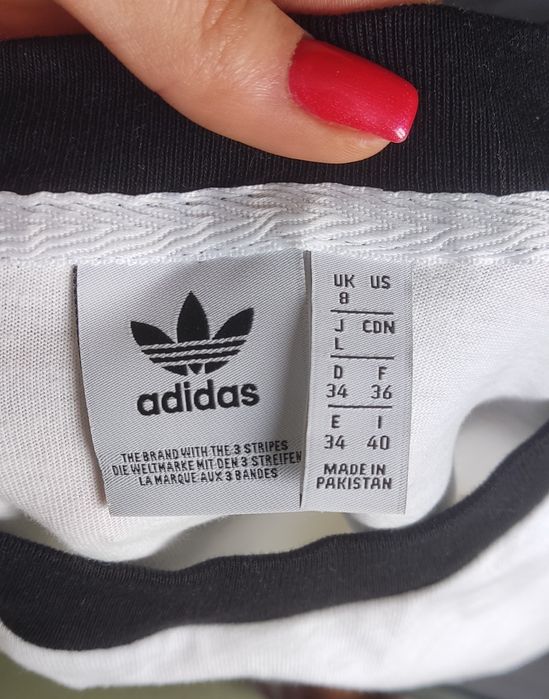 adidas
THE BRAND WITH THE 3 STRIPES
DIE WELTMARKE MIT DEN 3 STREIFEN
LA MARQUE AUX 3 BANDES
UK US
8
J CDN
L
D F
34 36
E I
34 40
MADE IN
PAKISTAN